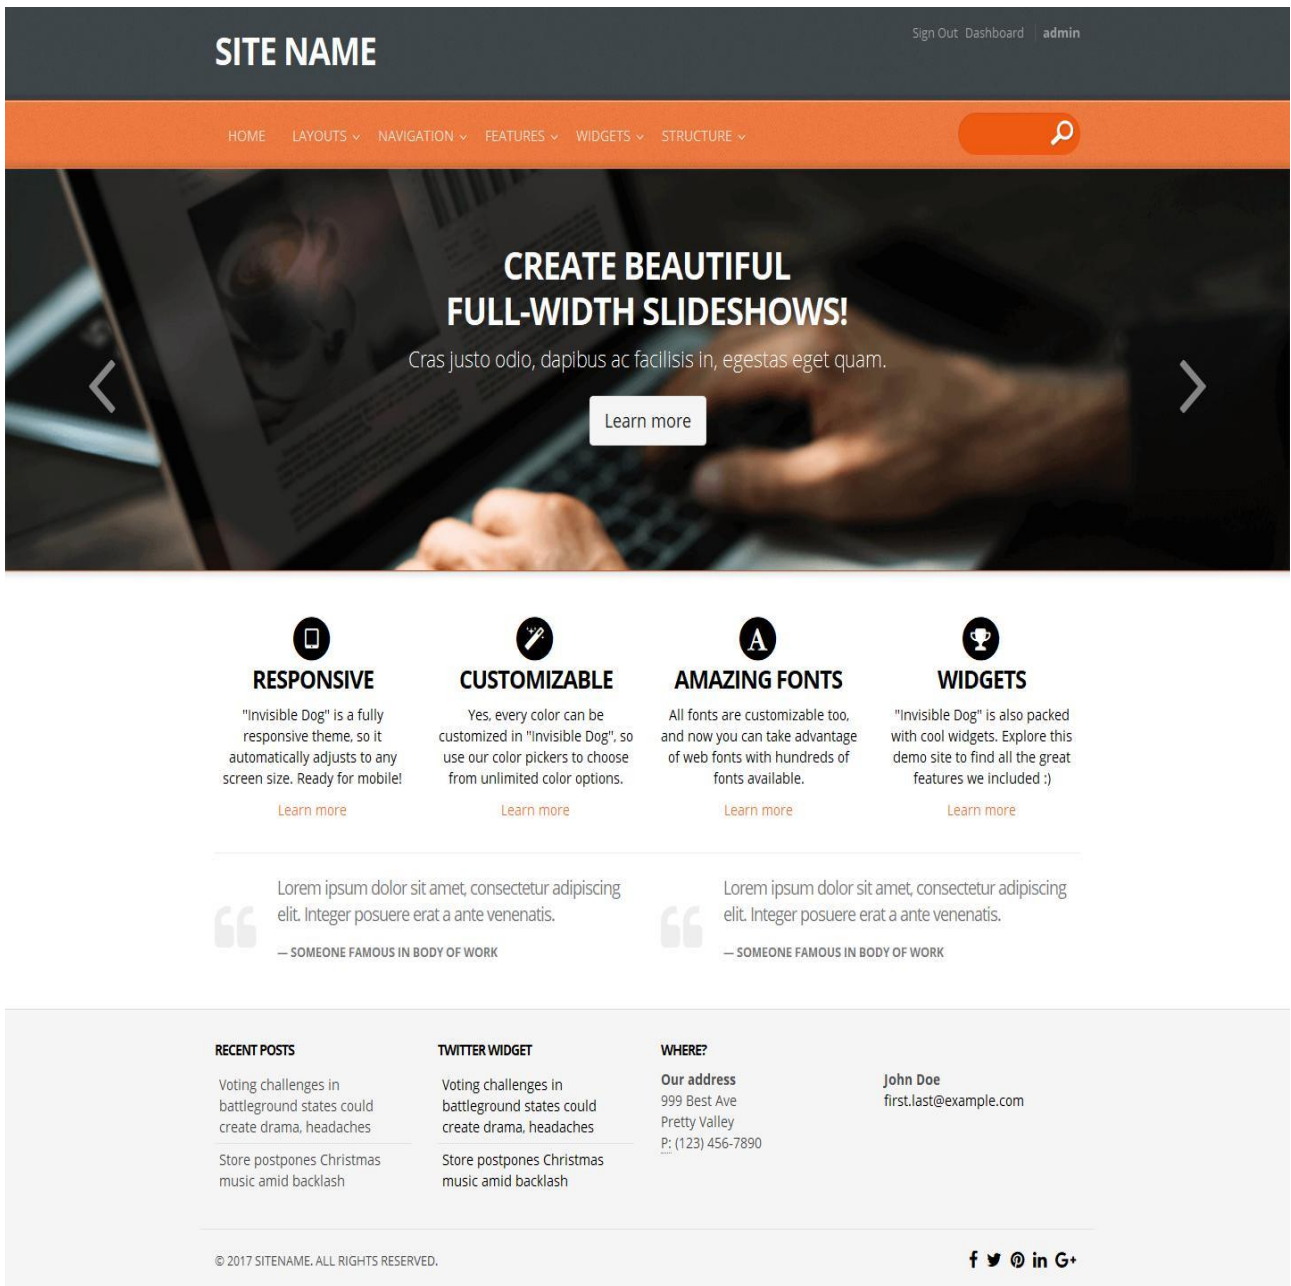 SITE NAME
Sign Out Dashboard admin
HOME LAYOUTS NAVIGATION FEATURES WIDGETS STRUCTURE
CREATE BEAUTIFUL
FULL-WIDTH SLIDESHOWS!
Cras justo odio, dapibus ac facilisis in, egestas eget quam.
Learn more
RESPONSIVE
"Invisible Dog" is a fully
responsive theme, so it
automatically adjusts to any
screen size. Ready for mobile!
Learn more
CUSTOMIZABLE
Yes, every color can be
customized in "Invisible Dog", so
use our color pickers to choose
from unlimited color options.
Learn more
A
AMAZING FONTS
All fonts are customizable too,
and now you can take advantage
of web fonts with hundreds of
fonts available.
Learn more
WIDGETS
"Invisible Dog" is also packed
with cool widgets. Explore this
demo site to find all the great
features we included :)
Learn more
Lorem ipsum dolor sit amet, consectetur adipiscing
elit. Integer posuere erat a ante venenatis.
— SOMEONE FAMOUS IN BODY OF WORK
Lorem ipsum dolor sit amet, consectetur adipiscing
elit. Integer posuere erat a ante venenatis.
— SOMEONE FAMOUS IN BODY OF WORK
RECENT POSTS
Voting challenges in
battleground states could
create drama, headaches
Store postpones Christmas
music amid backlash
TWITTER WIDGET
Voting challenges in
battleground states could
create drama, headaches
Store postpones Christmas
music amid backlash
WHERE?
Our address
999 Best Ave
Pretty Valley
P: (123) 456-7890
John Doe
first.last@example.com
© 2017 SITENAME. ALL RIGHTS RESERVED.
f in G+